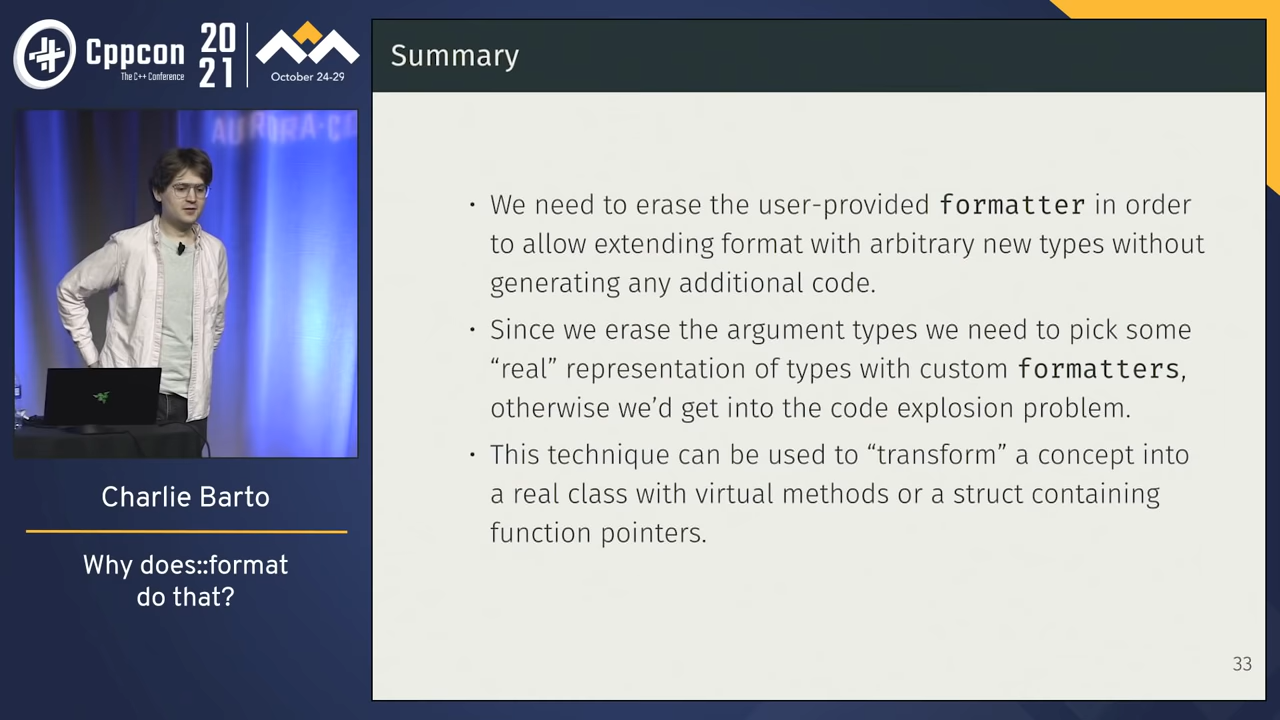 Cppcon
The C++ Conference
20
21
October 24-29
AURORA·CO
Charlie Barto
Why does::format
do that?
Summary
· We need to erase the user-provided formatter in order
to allow extending format with arbitrary new types without
generating any additional code.
· Since we erase the argument types we need to pick some
“real” representation of types with custom formatters,
otherwise we’d get into the code explosion problem.
· This technique can be used to “transform” a concept into
a real class with virtual methods or a struct containing
function pointers.
33